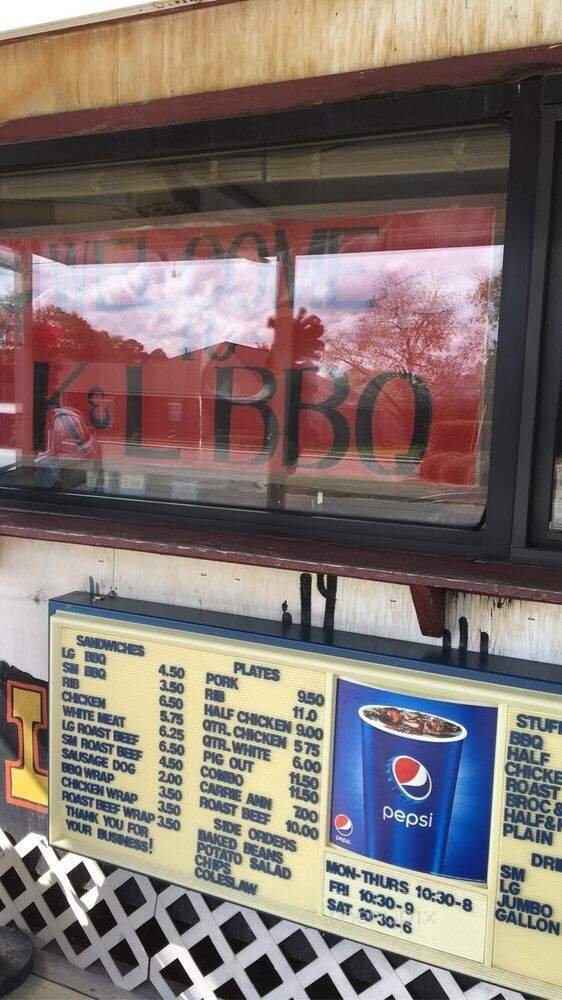 WELCOME
TO
K & L BBQ
SANDWICHES
LG BBQ 4.50
SM BBQ 3.50
RIB 6.50
CHICKEN 5.75
WHITE MEAT 6.25
LG ROAST BEEF 6.50
SM ROAST BEEF 4.50
SAUSAGE DOG 2.00
BBQ WRAP 3.50
CHICKEN WRAP 3.50
ROAST BEEF WRAP 3.50
THANK YOU FOR
YOUR BUSINESS!
PLATES
PORK 9.50
RIB 11.0
HALF CHICKEN 9.00
QTR. CHICKEN 5 75
QTR. WHITE 6.00
PIG OUT 11.50
COMBO 11.50
CARRIE ANN 7.00
ROAST BEEF 10.00
SIDE ORDERS
BAKED BEANS
POTATO SALAD
CHIPS
COLESLAW
pepsi
pepsi
MON-THURS 10:30-8
FRI 10:30-9
SAT 10:30-6
STUF
BBQ
HALF
CHICKE
ROAST
BROC &
HALF&
PLAIN
DRI
SM
LG
JUMBO
GALLON